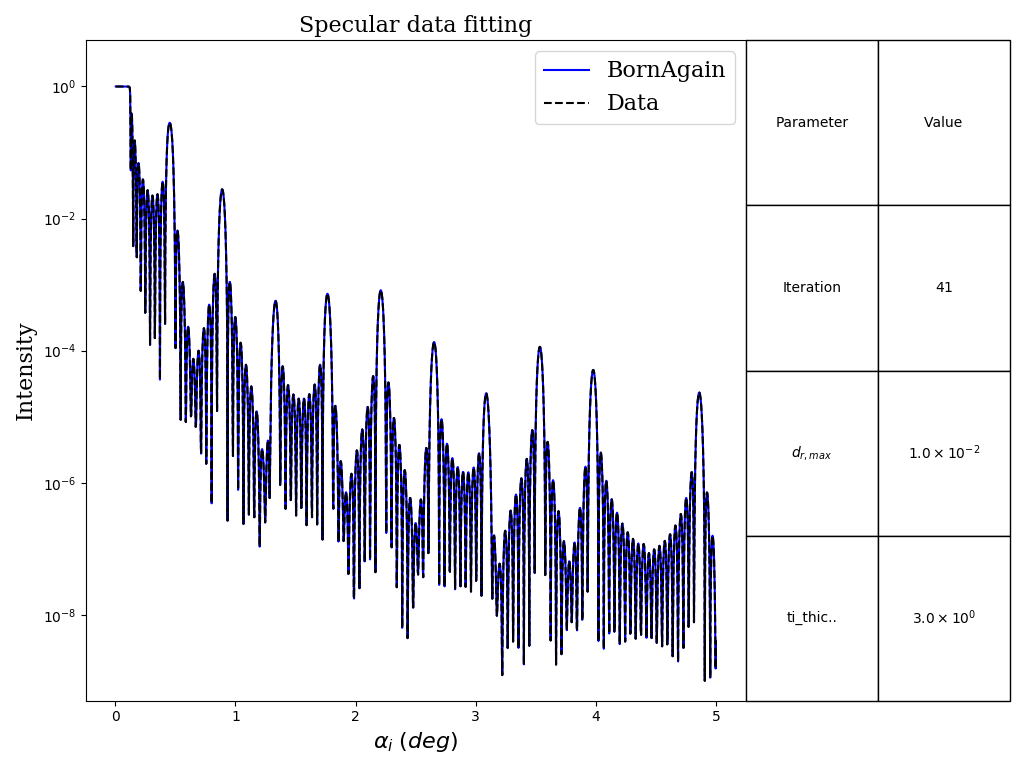 Specular data fitting
BornAgain
Data
Intensity
10^0
10^−2
10^−4
10^−6
10^−8
0 1 2 3 4 5
α_i (deg)
Parameter Value
Iteration 41
d_{r,max} 1.0 × 10^−2
ti_thic.. 3.0 × 10^0